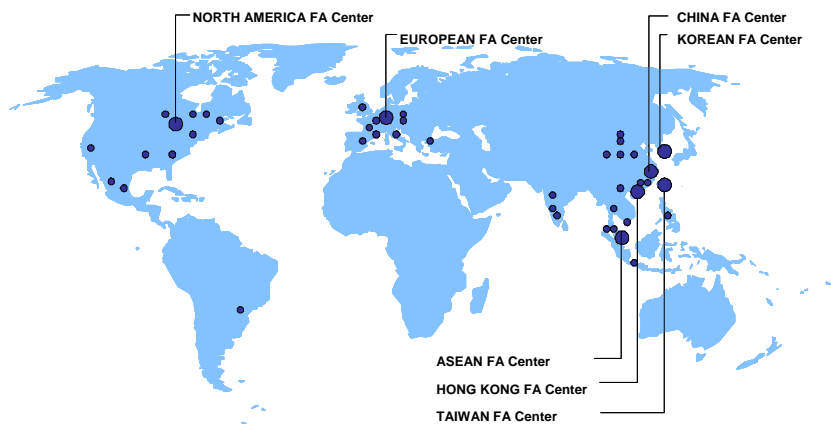 NORTH AMERICA FA Center
CHINA FA Center
EUROPEAN FA Center
KOREAN FA Center
ASEAN FA Center
HONG KONG FA Center
TAIWAN FA Center